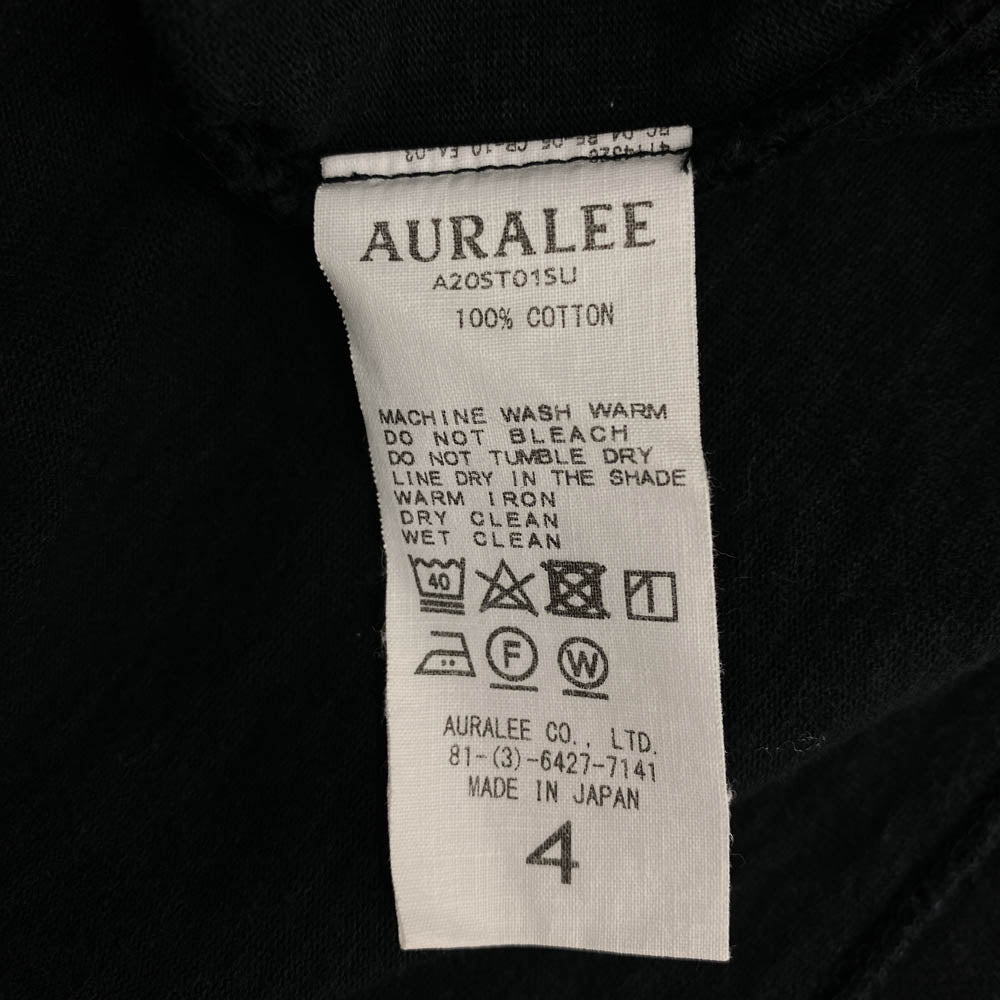 AURALEE
A20ST01SU
100% COTTON
MACHINE WASH WARM
DO NOT BLEACH
DO NOT TUMBLE DRY
LINE DRY IN THE SHADE
WARM IRON
DRY CLEAN
WET CLEAN
40
F W
AURALEE CO., LTD.
81-(3)-6427-7141
MADE IN JAPAN
4